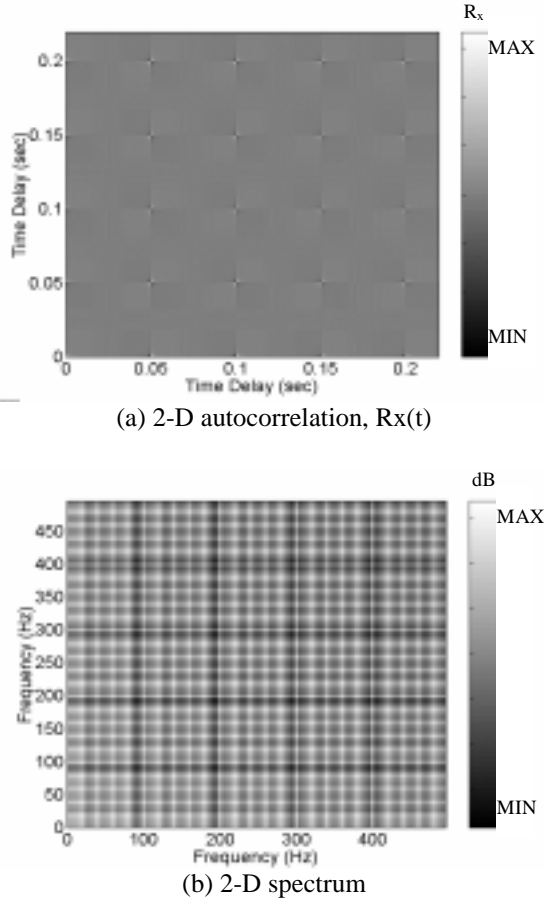 Rₓ
MAX
MIN
0.2
0.15
0.1
0.05
0
Time Delay (sec)
0 0.05 0.1 0.15 0.2
Time Delay (sec)
(a) 2-D autocorrelation, Rx(t)
dB
MAX
MIN
450
400
350
300
250
200
150
100
50
0
Frequency (Hz)
0 100 200 300 400
Frequency (Hz)
(b) 2-D spectrum